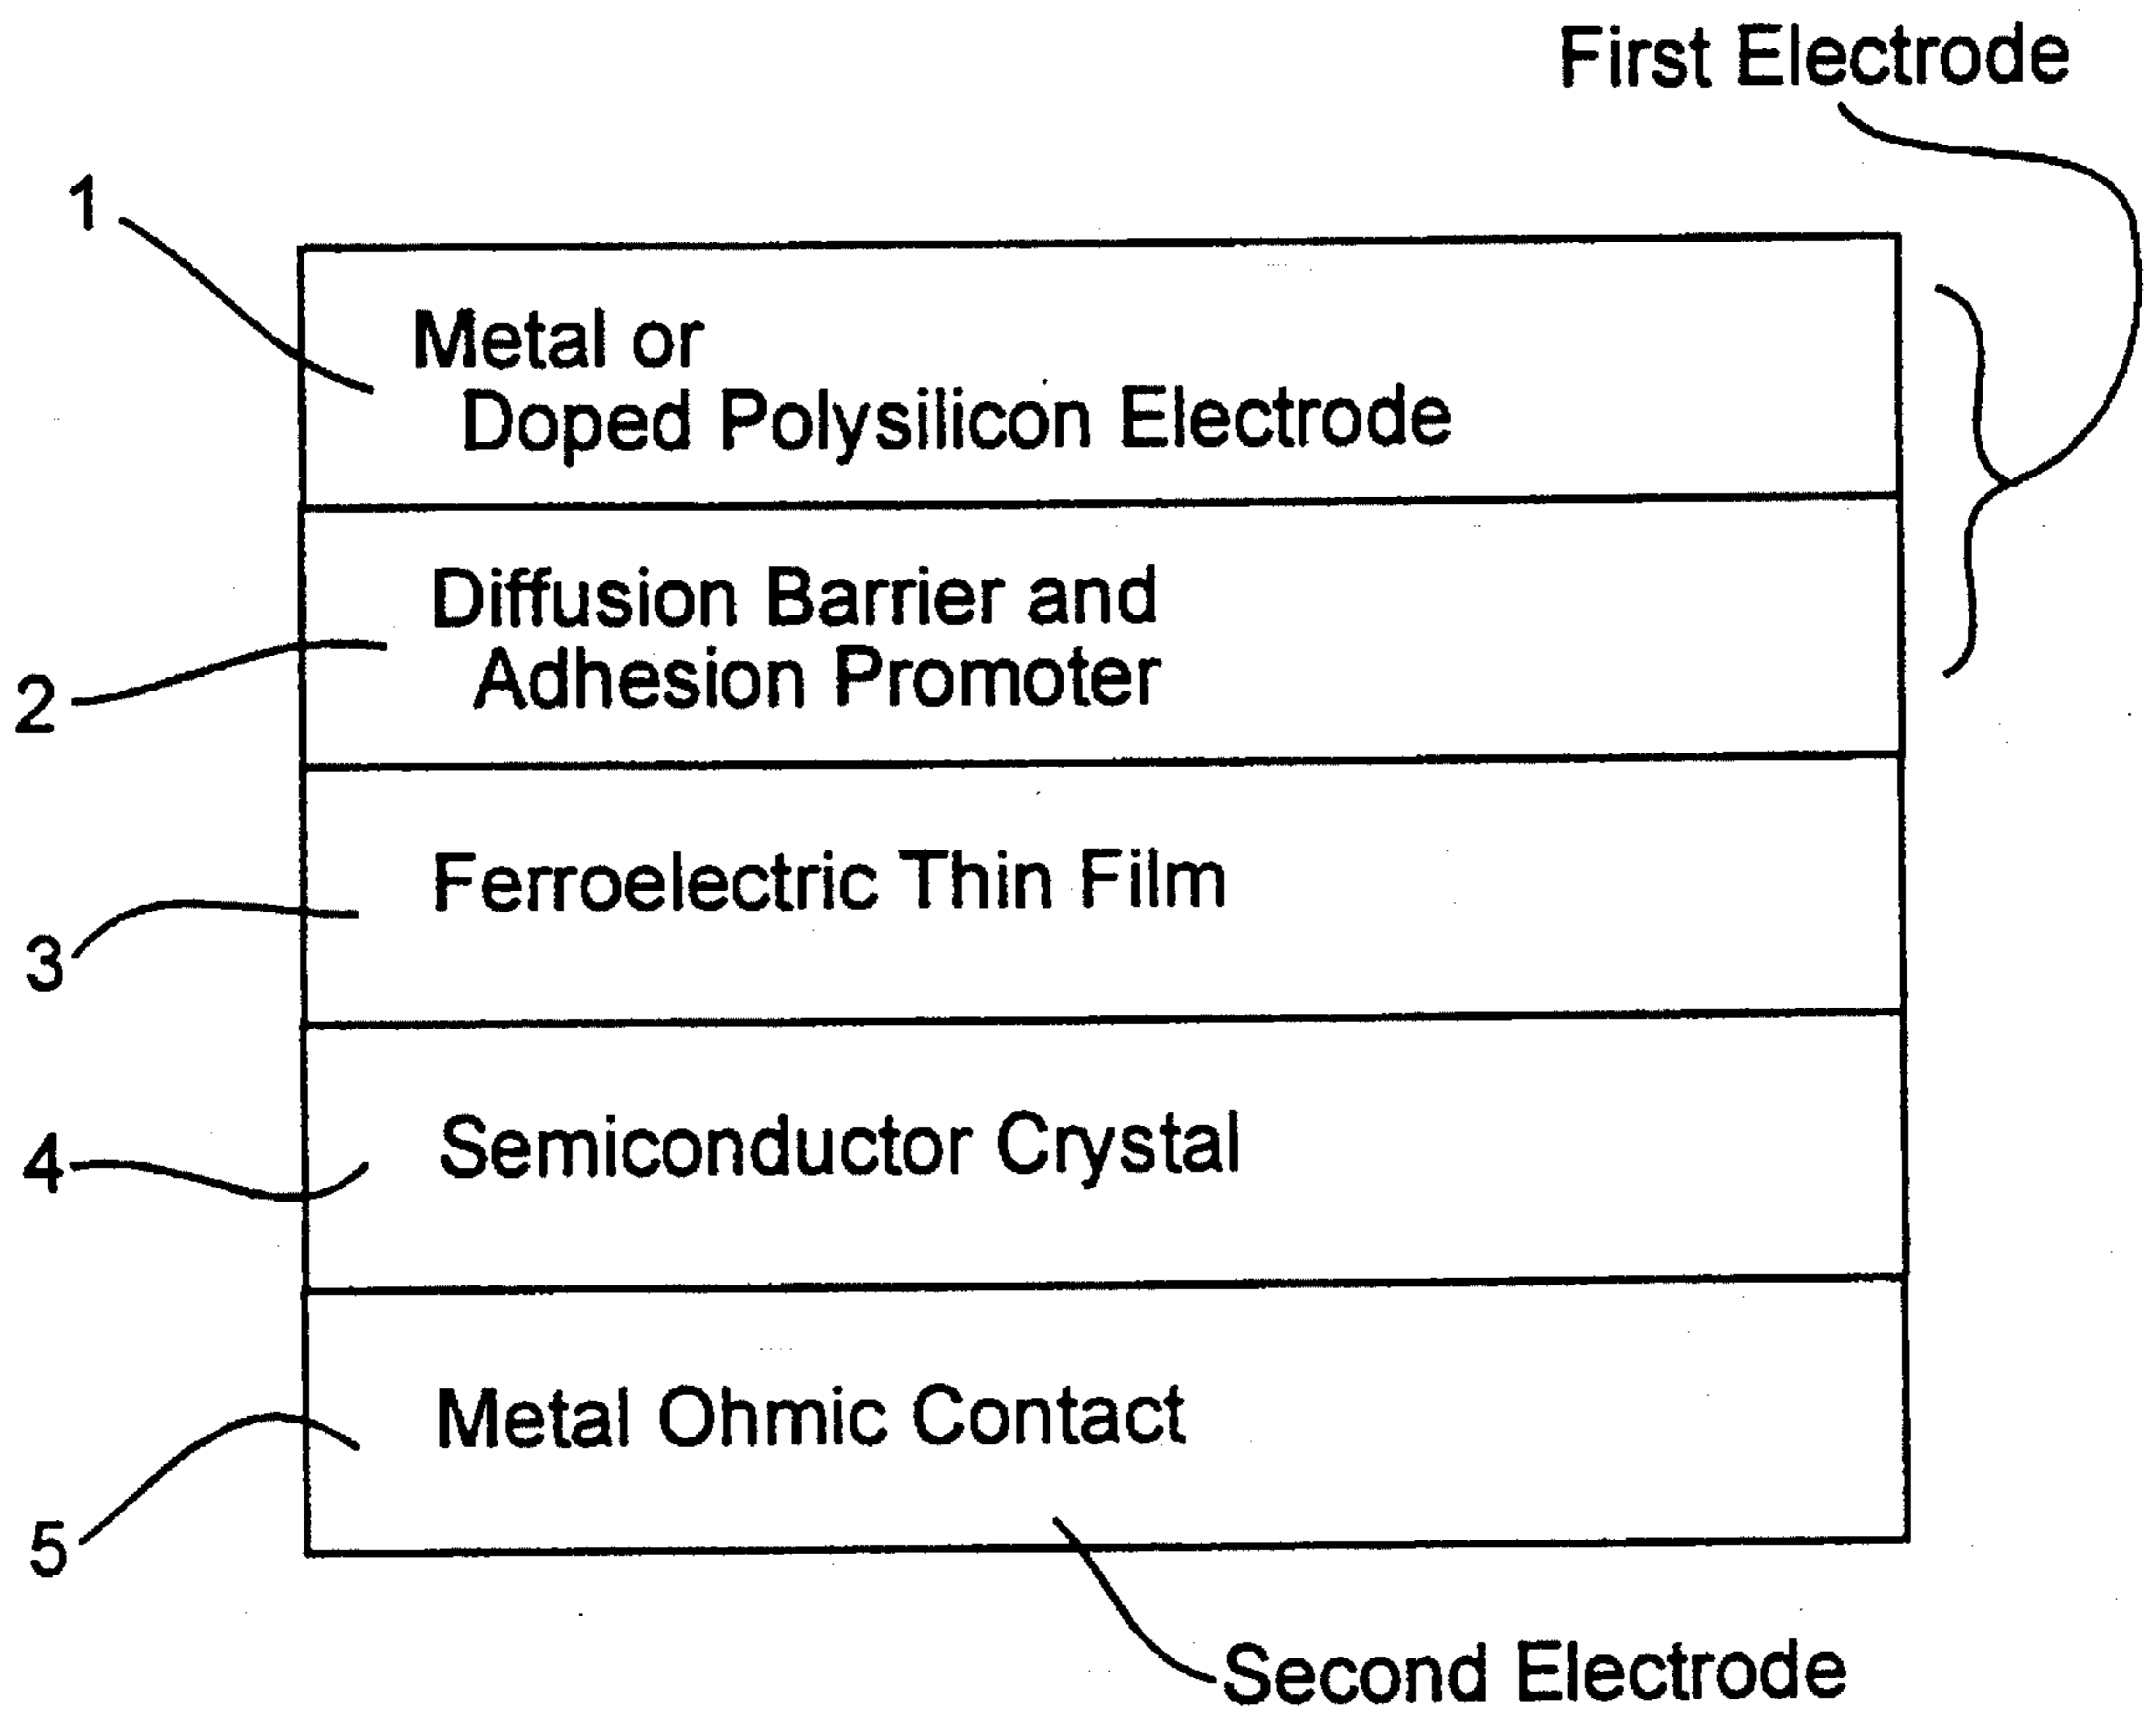 First Electrode
1
Metal or
Doped Polysilicon Electrode
Diffusion Barrier and
2
Adhesion Promoter
Ferroelectric Thin Film
3
Semiconductor Crystal
4
Metal Ohmic Contact
5
Second Electrode